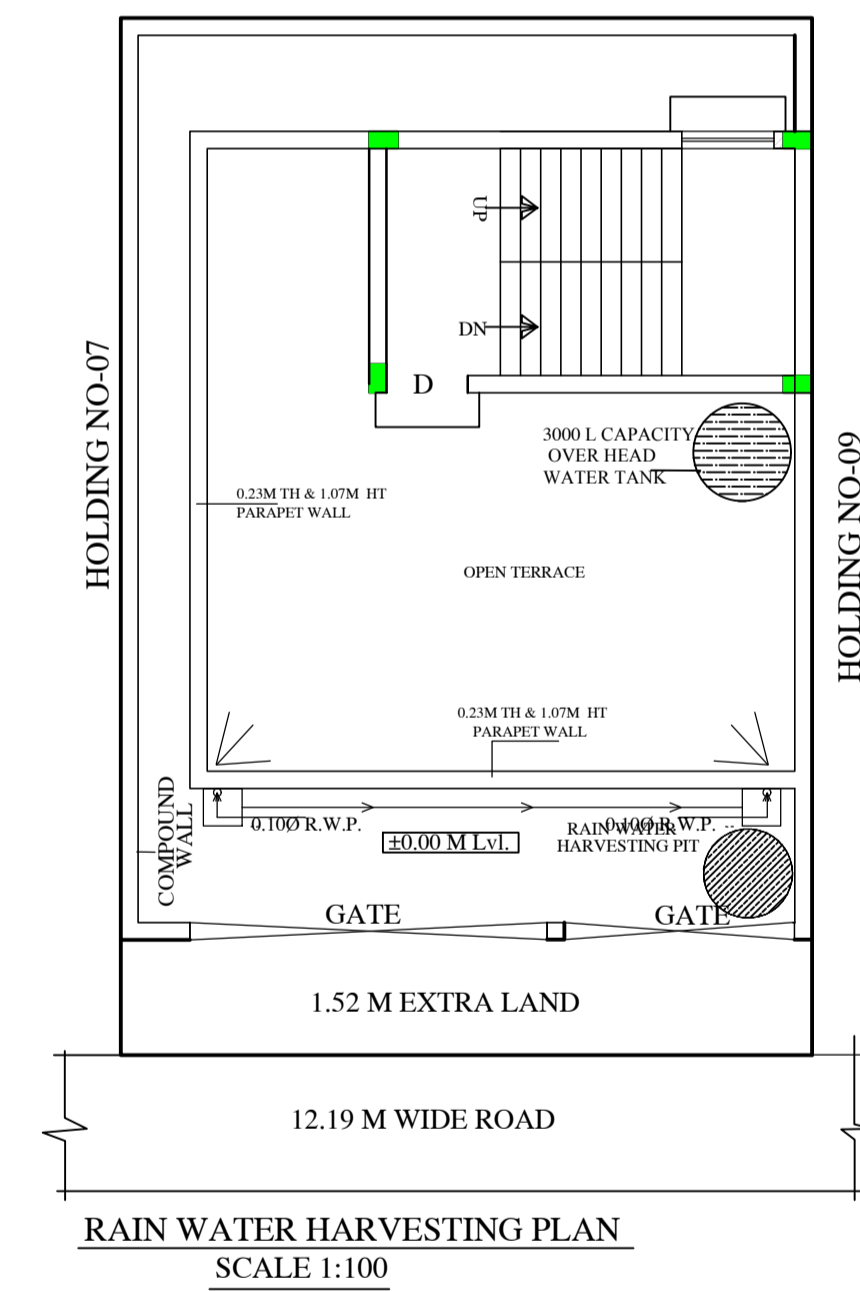 UP
DN
D
3000 L CAPACITY
OVER HEAD
WATER TANK
HOLDING NO-07
HOLDING NO-09
0.23M TH & 1.07M HT
PARAPET WALL
OPEN TERRACE
0.23M TH & 1.07M HT
PARAPET WALL
COMPOUND
WALL
0.10Ø R.W.P.
0.10Ø R.W.P.
±0.00 M Lvl.
RAIN WATER
HARVESTING PIT
GATE
GATE
1.52 M EXTRA LAND
12.19 M WIDE ROAD
RAIN WATER HARVESTING PLAN
SCALE 1:100